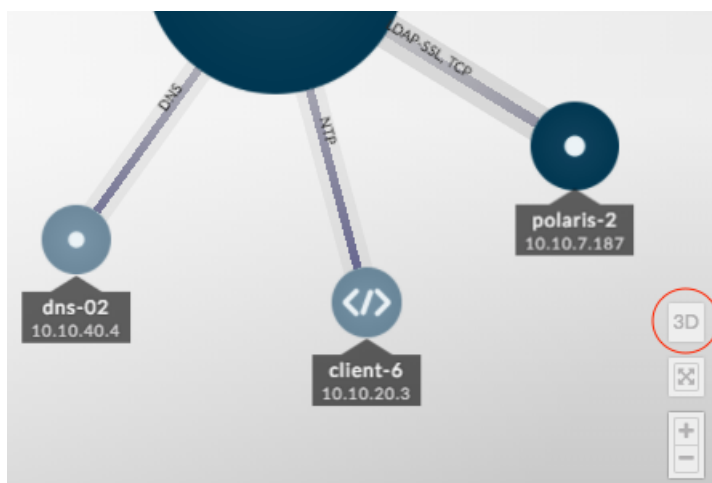 LDAP-SSL, TCP
DNS
NTP
polaris-2
10.10.7.187
dns-02
10.10.40.4
3D
</>
client-6
10.10.20.3
+
−